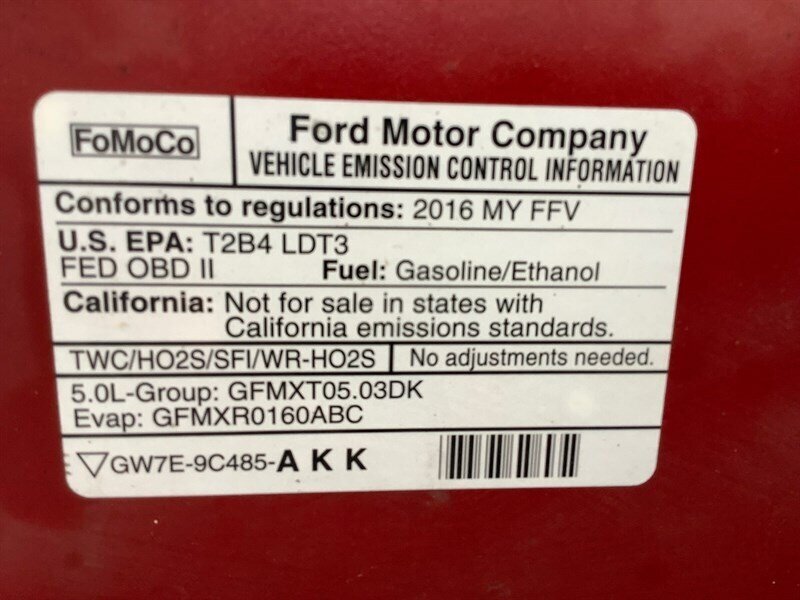 FoMoCo
Ford Motor Company
VEHICLE EMISSION CONTROL INFORMATION
Conforms to regulations: 2016 MY FFV
U.S. EPA: T2B4 LDT3
FED OBD II Fuel: Gasoline/Ethanol
California: Not for sale in states with
California emissions standards.
TWC/HO2S/SFI/WR-HO2S No adjustments needed.
5.0L-Group: GFMXT05.03DK
Evap: GFMXR0160ABC
GW7E-9C485-AKK